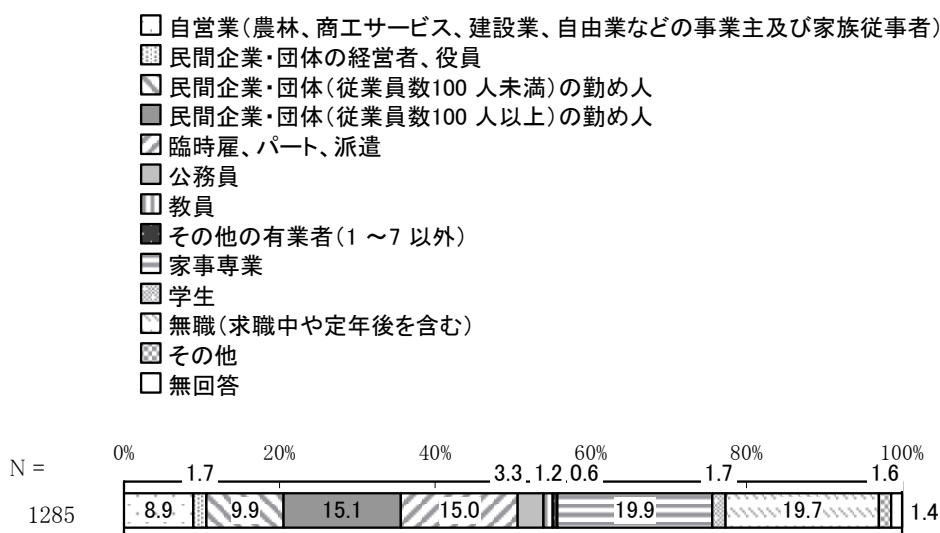 自営業(農林、商工サービス、建設業、自由業などの事業主及び家族従事者)
民間企業・団体の経営者、役員
民間企業・団体(従業員数100 人未満)の勤め人
民間企業・団体(従業員数100 人以上)の勤め人
臨時雇、パート、派遣
公務員
教員
その他の有業者(1 ～7 以外)
家事専業
学生
無職(求職中や定年後を含む)
その他
無回答
0% 20% 40% 60% 80% 100%
N = 1.7 3.3 1.2 0.6 1.7 1.6
1285 8.9 9.9 15.1 15.0 19.9 19.7 1.4